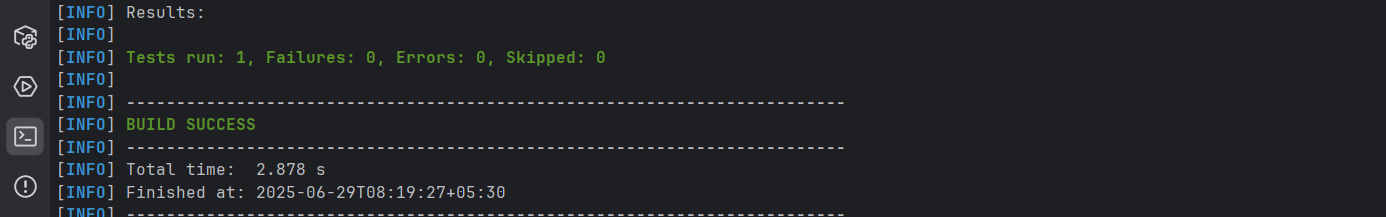 [INFO] Results:
[INFO]
[INFO] Tests run: 1, Failures: 0, Errors: 0, Skipped: 0
[INFO]
[INFO] ------------------------------------------------------------------------
[INFO] BUILD SUCCESS
[INFO] ------------------------------------------------------------------------
[INFO] Total time:  2.878 s
[INFO] Finished at: 2025-06-29T08:19:27+05:30
[INFO] ------------------------------------------------------------------------